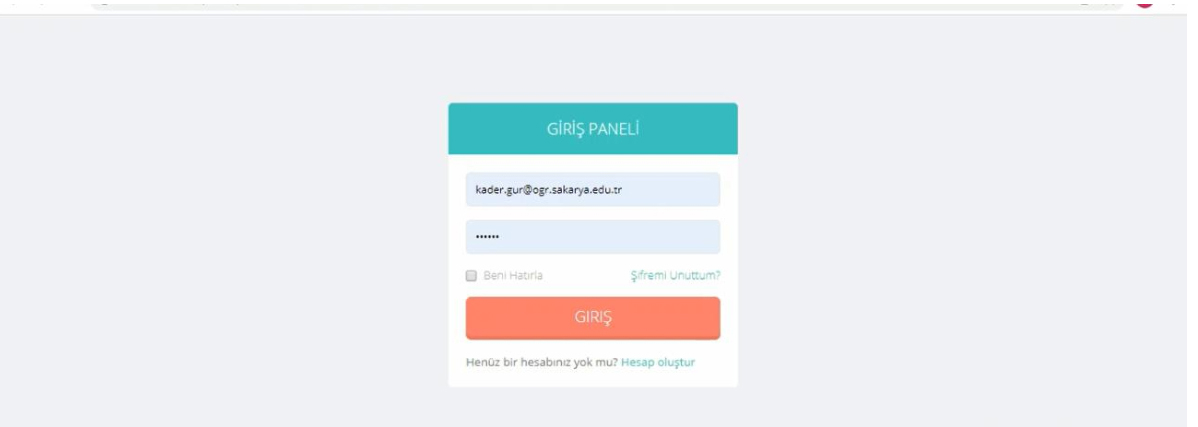 GİRİŞ PANELİ
kader.gur@ogr.sakarya.edu.tr
••••••
Beni Hatırla
Şifremi Unuttum?
GIRIŞ
Henüz bir hesabınız yok mu? Hesap oluştur